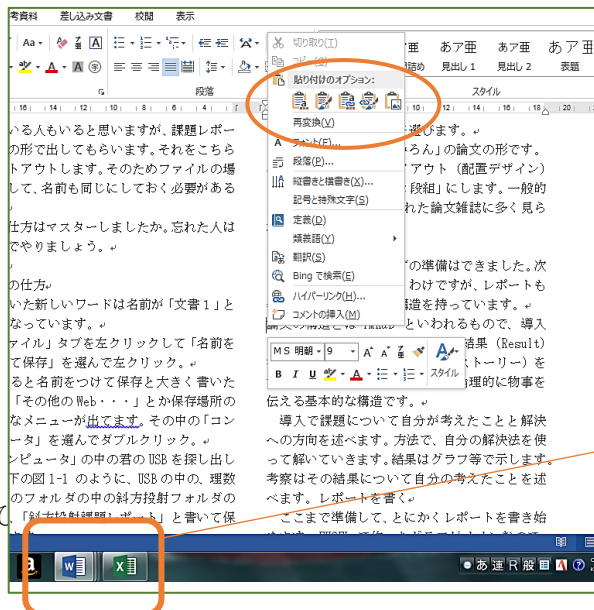 考資料 差し込み文書 校閲 表示
Aa
段落
スタイル
あア亜 あア亜 あア亜
見出し 1 見出し 2 表題
16 14 12 10 8 6 4 10 12 14 16 18 20
切り取り(T)
貼り付けのオプション:
再変換(V)
段落(P)...
縦書きと横書き(X)...
記号と特殊文字(S)
定義(D)
類義語(Y)
翻訳(S)
Bing で検索(E)
ハイパーリンク(H)...
コメントの挿入(M)
MS 明朝 9
B I U スタイル
いる人もいると思いますが、課題レポー
の形で出してもらいます。それをこちら
トアウトします。そのためファイルの場
して、名前も同じにしておく必要がある
仕方はマスターしましたか。忘れた人は
でやりましょう。
の仕方
いた新しいワードは名前が「文書1」と
なっています。
ァイル」タブを左クリックして「名前を
て保存」を選んで左クリック。
ると名前をつけて保存と大きく書いた
「その他の Web・・・」とか保存場所の
なメニューが出てます。その中の「コン
ータ」を選んでダブルクリック。
ンピュータ」の中の君の USB を探し出し
下の図 1-1 のように、USB の中の、理数
のフォルダの中の斜方投射フォルダの
、「斜方投射課題レポート」と書いて保
選びます。
ろん」の論文の形です。
アウト（配置デザイン）
段組」にします。一般的
れた論文雑誌に多く見ら
の準備はできました。次
わけですが、レポートも
造を持っています。
といわれるもので、導入
結果（Result）
ストーリー）を
理的に物事を
伝える基本的な構造です。
導入で課題について自分が考えたことと解決
への方向を述べます。方法で、自分の解決法を使
って解いていきます。結果はグラフ等で示します。
考察はその結果について自分の考えたことを述
べます。レポートを書く
ここまで準備して、とにかくレポートを書き始
て
あ 連 R 般